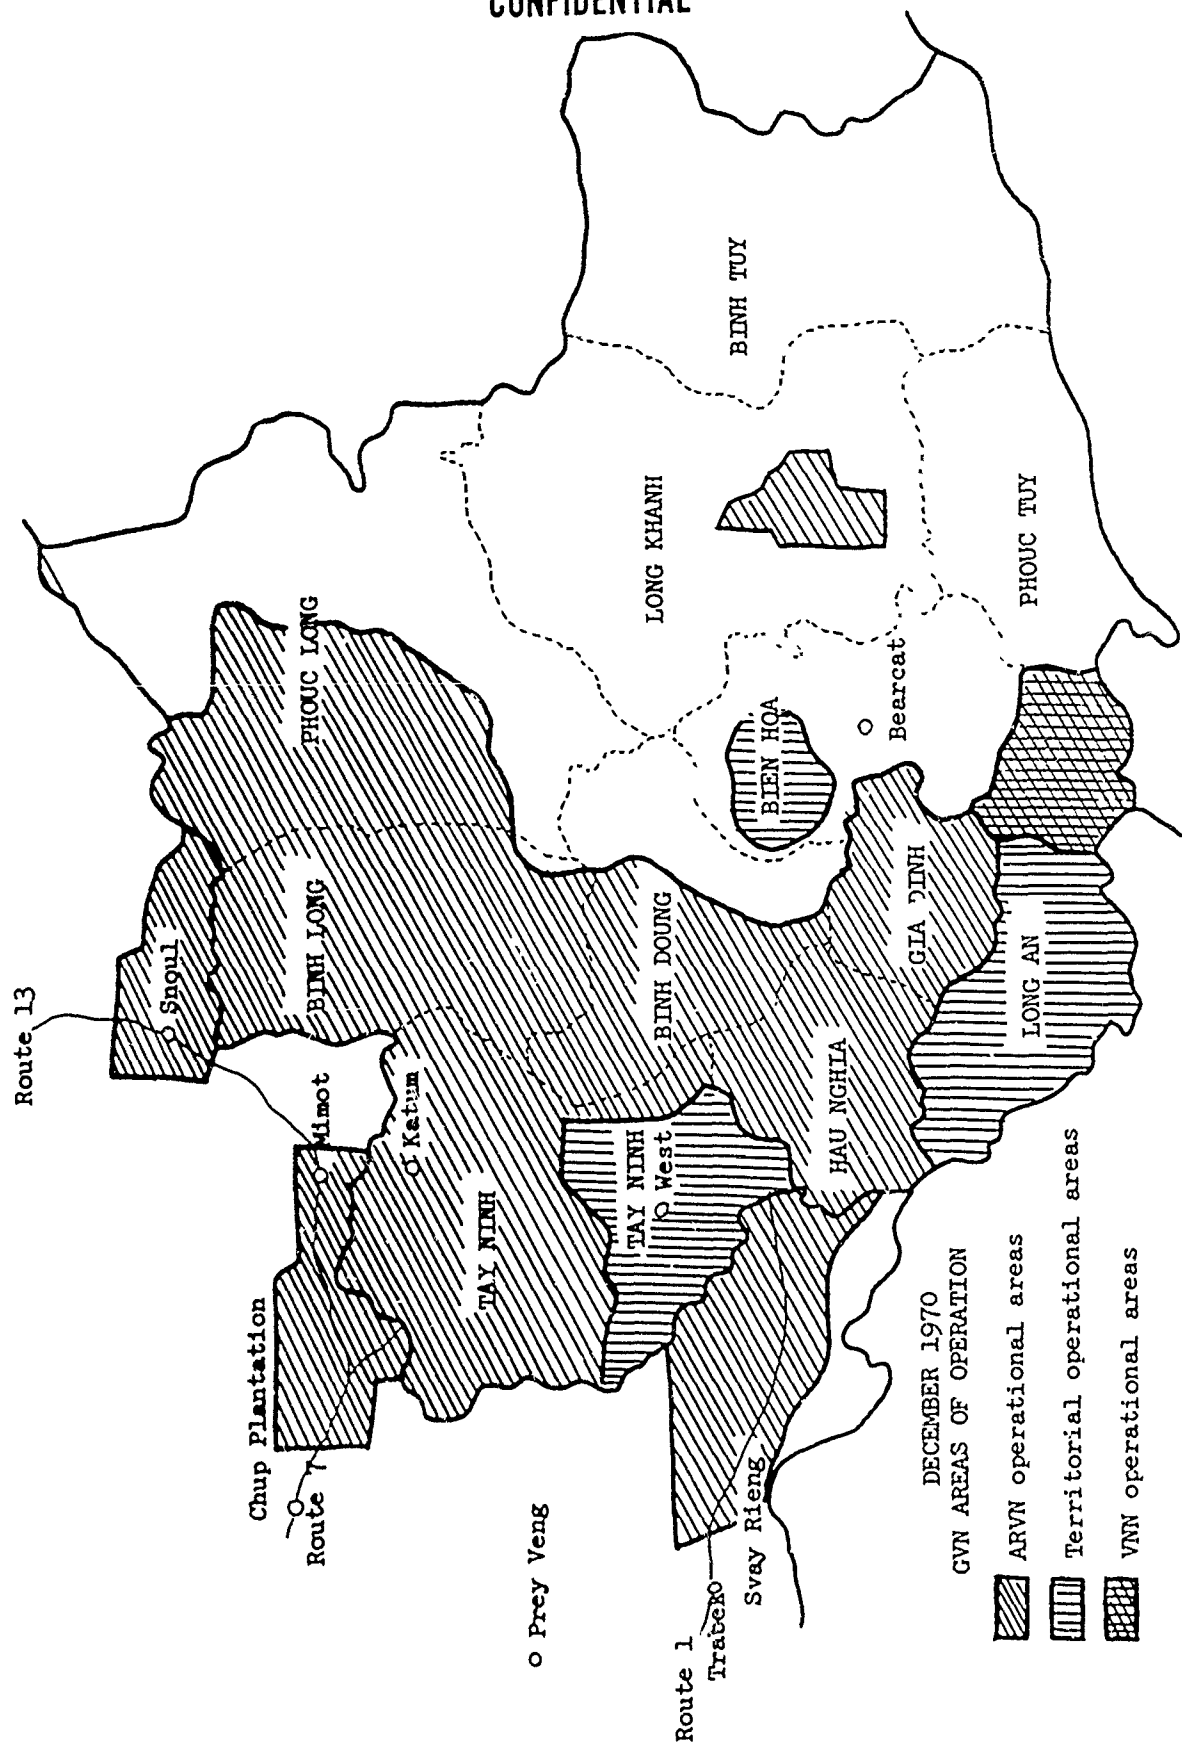 CONFIDENTIAL
Route 13
Snoul
Mimot
Katum
Chup Plantation
Route 7
Prey Veng
Route 1
Trabek
Svay Rieng
PHOUC LONG
BINH LONG
TAY NINH
TAY NINH
West
BINH DOUNG
HAU NGHIA
GIA DINH
LONG AN
BIEN HOA
Bearcat
LONG KHANH
BINH TUY
PHOUC TUY
DECEMBER 1970
GVN AREAS OF OPERATION
ARVN operational areas
Territorial operational areas
VNN operational areas